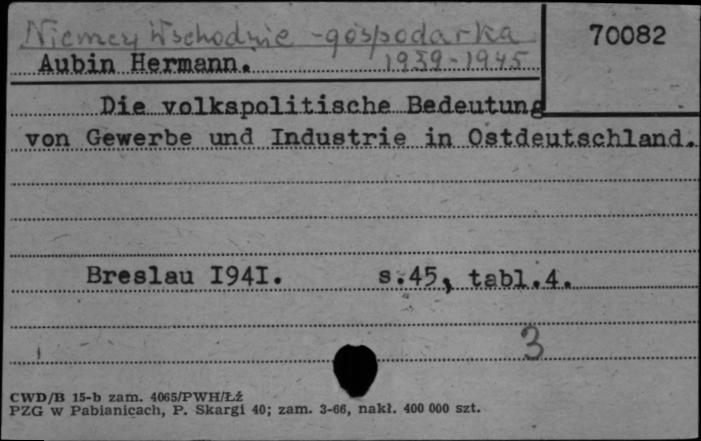 Niemcy Wschodnie - gospodarka
70082
1939-1945
Aubin Hermann.
Die volkspolitische Bedeutung
von Gewerbe und Industrie in Ostdeutschland.
Breslau I94I. s.45, tabl.4.
3
CWD/B 15-b zam. 4065/PWH/Łż
PZG w Pabianicach, P. Skargi 40; zam. 3-66, nakł. 400 000 szt.